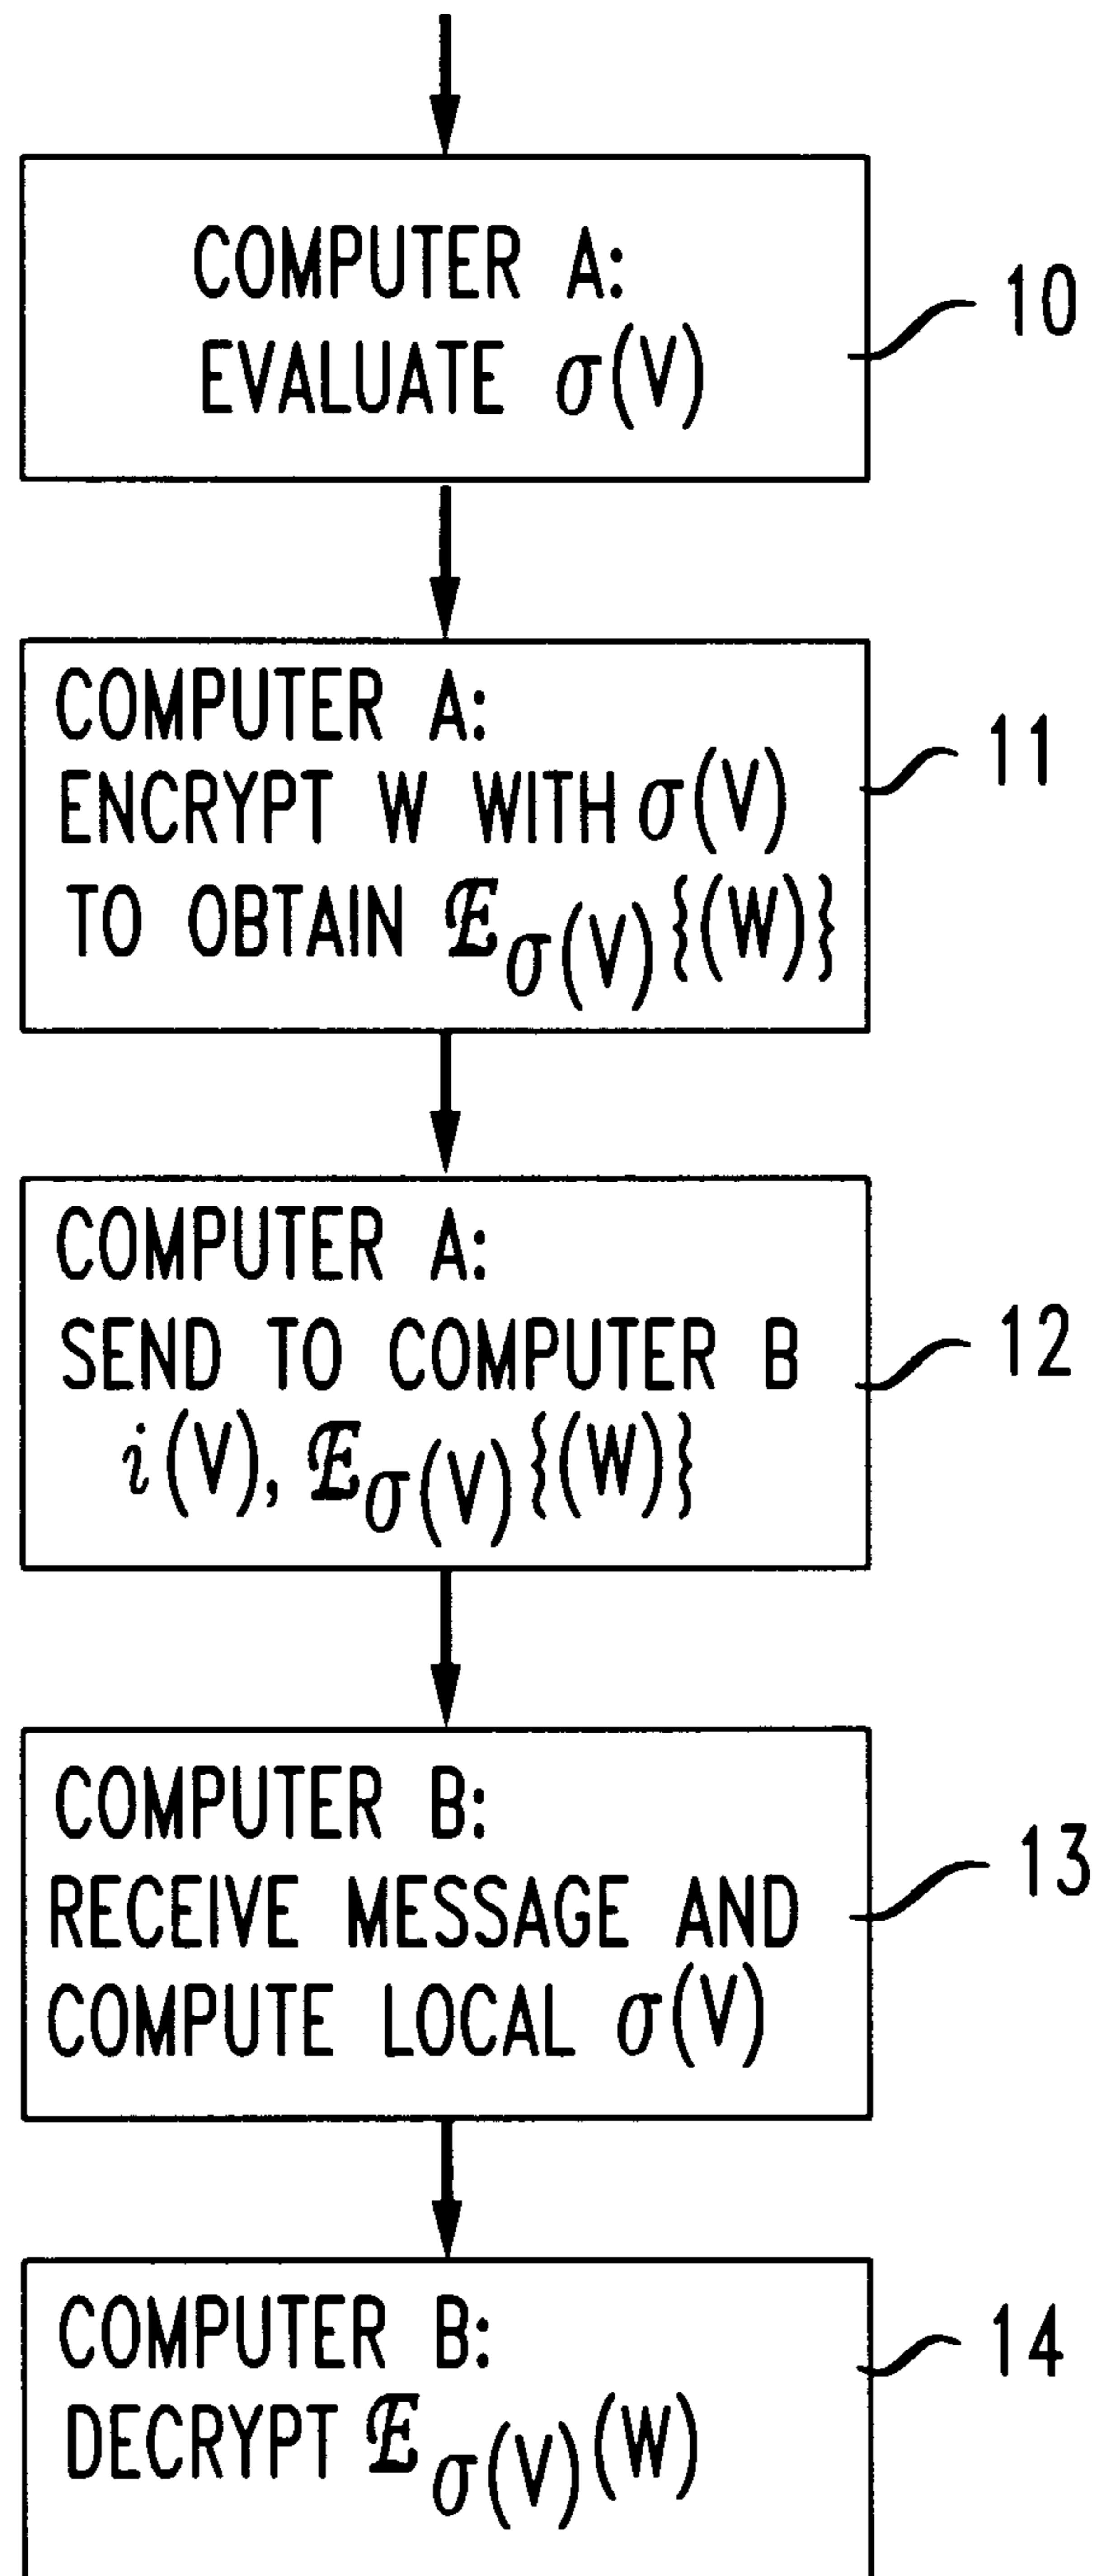 COMPUTER A:
EVALUATE σ(V)
10
COMPUTER A:
ENCRYPT W WITH σ(V)
TO OBTAIN ℰσ(V){(W)}
11
COMPUTER A:
SEND TO COMPUTER B
i(V), ℰσ(V){(W)}
12
COMPUTER B:
RECEIVE MESSAGE AND
COMPUTE LOCAL σ(V)
13
COMPUTER B:
DECRYPT ℰσ(V)(W)
14